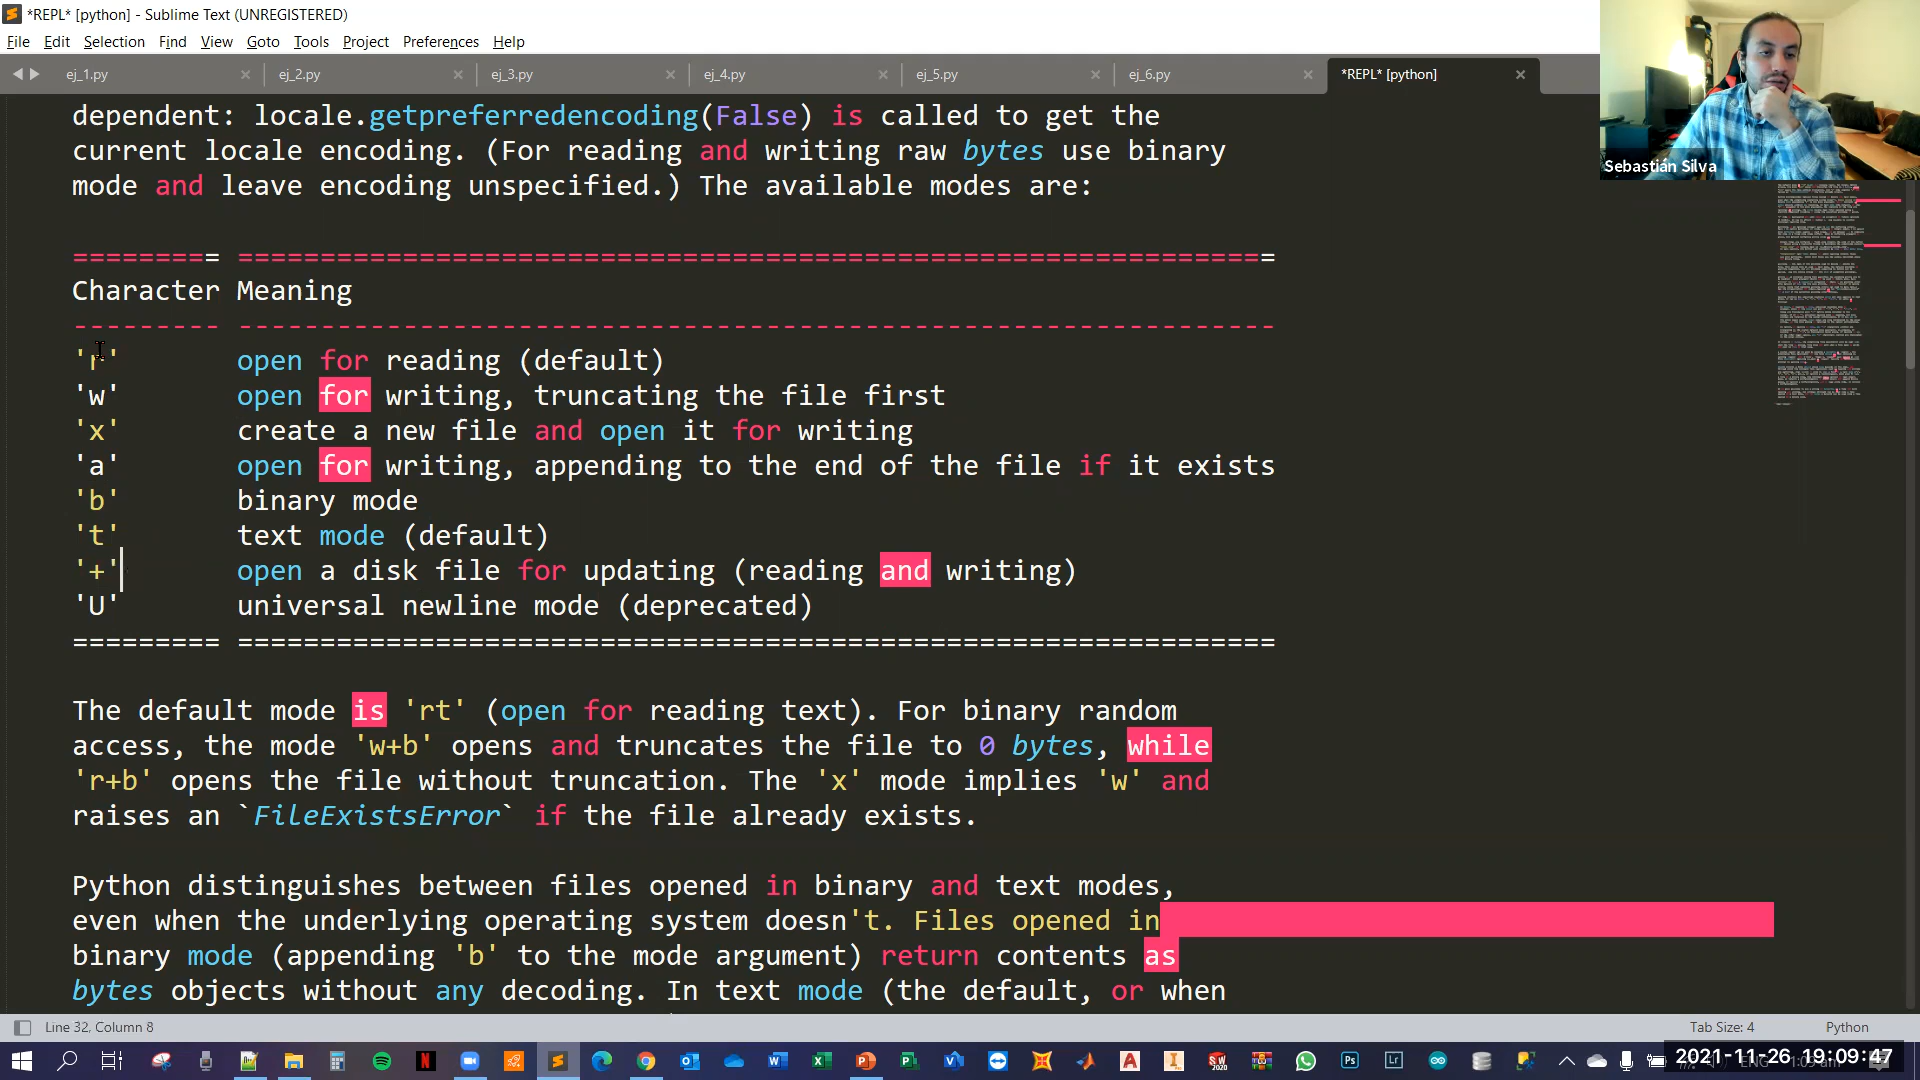 *REPL* [python] - Sublime Text (UNREGISTERED)
File Edit Selection Find View Goto Tools Project Preferences Help
ej_1.py ej_2.py ej_3.py ej_4.py ej_5.py ej_6.py *REPL* [python]
Sebastián Silva
dependent: locale.getpreferredencoding(False) is called to get the
current locale encoding. (For reading and writing raw bytes use binary
mode and leave encoding unspecified.) The available modes are:
========= ===============================================================
Character Meaning
--------- ---------------------------------------------------------------
'r' open for reading (default)
'w' open for writing, truncating the file first
'x' create a new file and open it for writing
'a' open for writing, appending to the end of the file if it exists
'b' binary mode
't' text mode (default)
'+' open a disk file for updating (reading and writing)
'U' universal newline mode (deprecated)
========= ===============================================================
The default mode is 'rt' (open for reading text). For binary random
access, the mode 'w+b' opens and truncates the file to 0 bytes, while
'r+b' opens the file without truncation. The 'x' mode implies 'w' and
raises an `FileExistsError` if the file already exists.
Python distinguishes between files opened in binary and text modes,
even when the underlying operating system doesn't. Files opened in
binary mode (appending 'b' to the mode argument) return contents as
bytes objects without any decoding. In text mode (the default, or when
Line 32, Column 8
Tab Size: 4
Python
2021-11-26 19:09:47